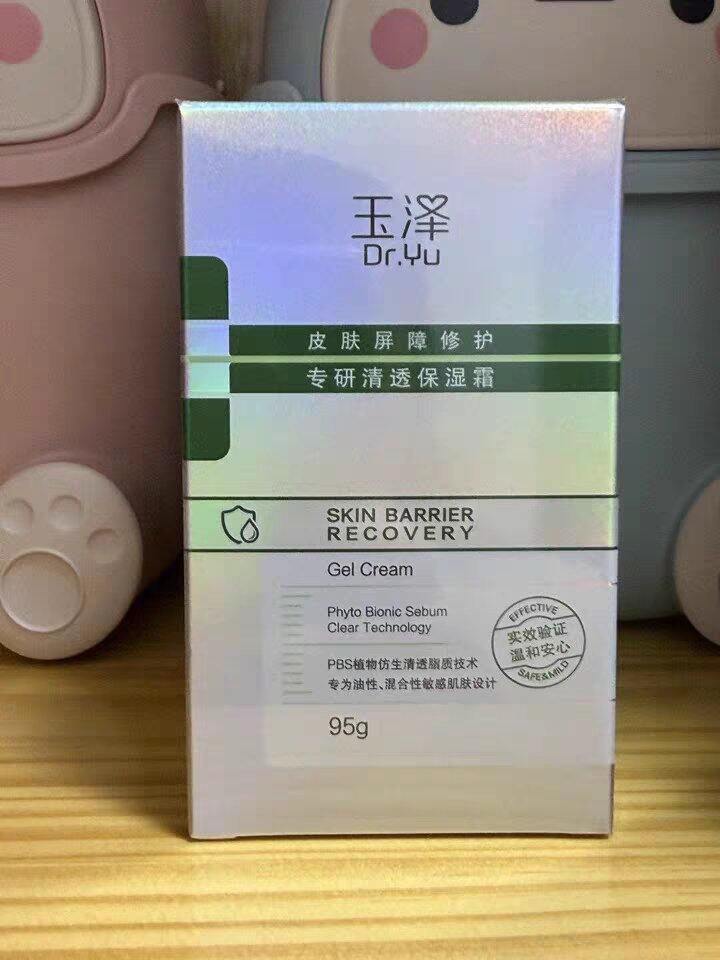 玉泽
Dr.Yu
皮肤屏障修护
专研清透保湿霜
SKIN BARRIER
RECOVERY
Gel Cream
Phyto Bionic Sebum
Clear Technology
PBS植物仿生清透脂质技术
专为油性、混合性敏感肌肤设计
95g
EFFECTIVE
实效验证
温和安心
SAFE&MILD